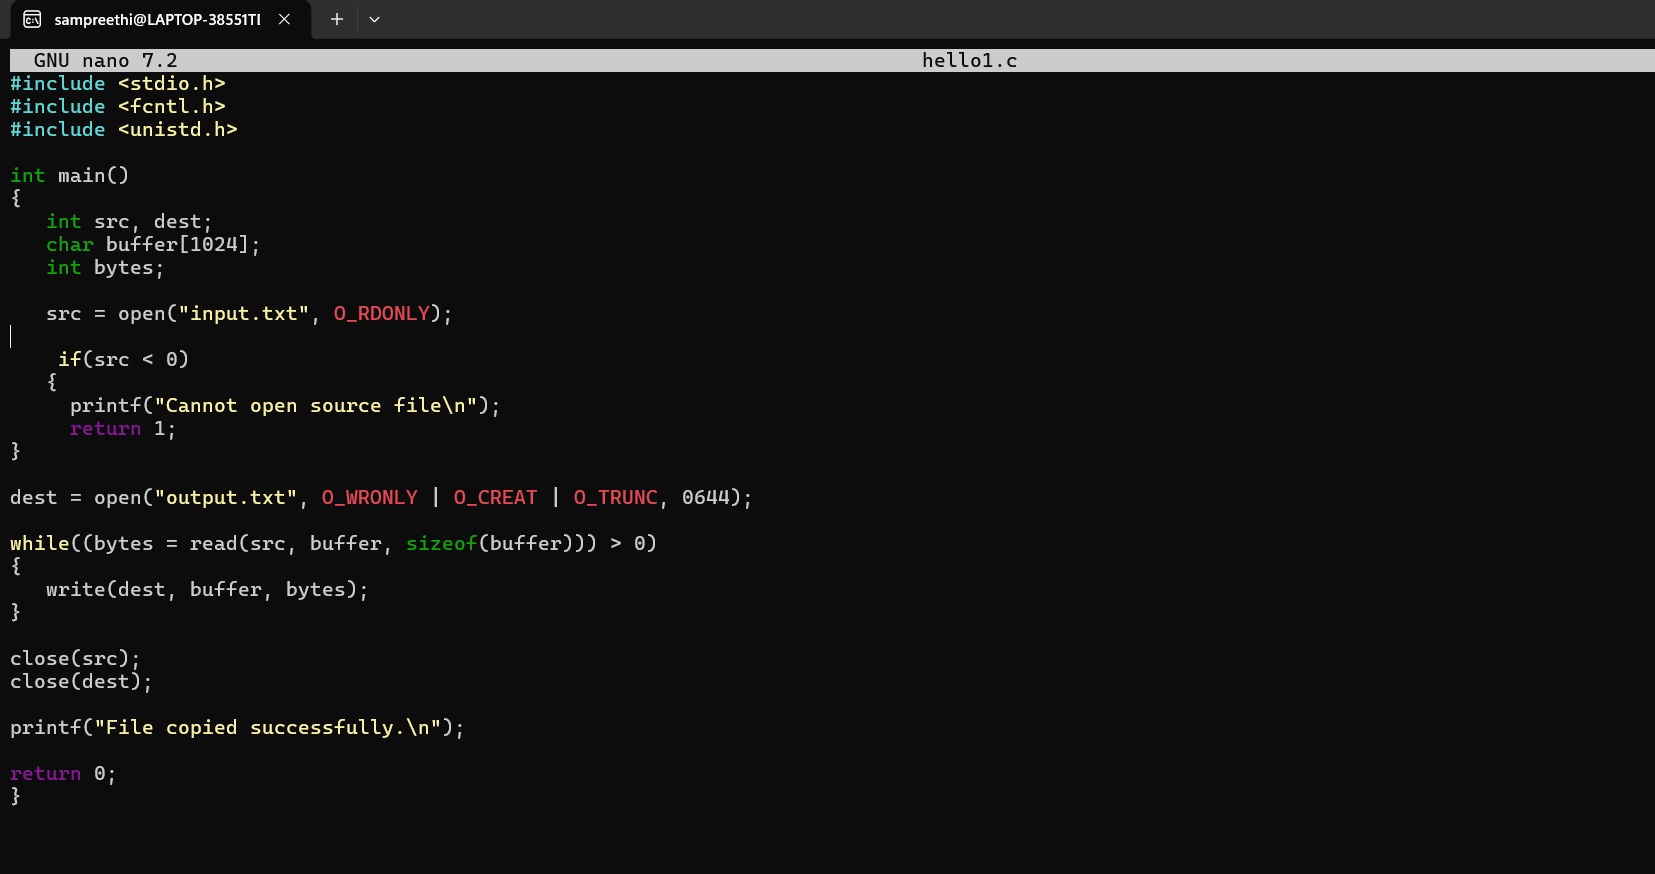 sampreethi@LAPTOP-38551TI
GNU nano 7.2 hello1.c
#include <stdio.h>
#include <fcntl.h>
#include <unistd.h>
int main()
{
   int src, dest;
   char buffer[1024];
   int bytes;
   src = open("input.txt", O_RDONLY);
    if(src < 0)
   {
     printf("Cannot open source file\n");
     return 1;
}
dest = open("output.txt", O_WRONLY | O_CREAT | O_TRUNC, 0644);
while((bytes = read(src, buffer, sizeof(buffer))) > 0)
{
   write(dest, buffer, bytes);
}
close(src);
close(dest);
printf("File copied successfully.\n");
return 0;
}